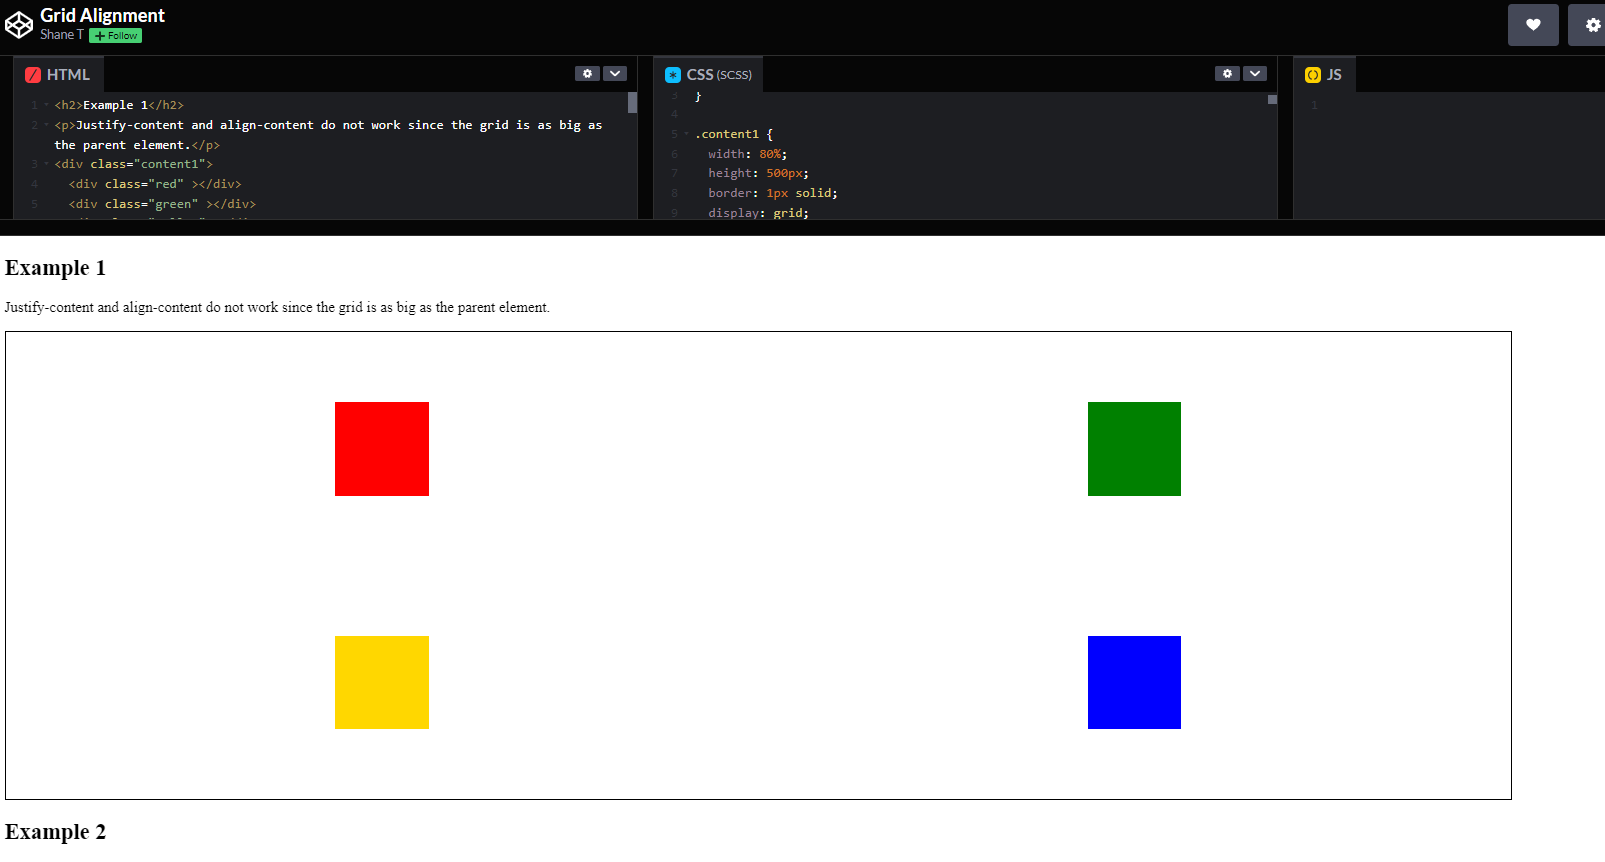 Grid Alignment
Shane T + Follow
HTML
1 <h2>Example 1</h2>
2 <p>Justify-content and align-content do not work since the grid is as big as
the parent element.</p>
3 <div class="content1">
4 <div class="red" ></div>
5 <div class="green" ></div>
CSS (SCSS)
3 }
4
5 .content1 {
6 width: 80%;
7 height: 500px;
8 border: 1px solid;
9 display: grid;
JS
1
Example 1
Justify-content and align-content do not work since the grid is as big as the parent element.
Example 2